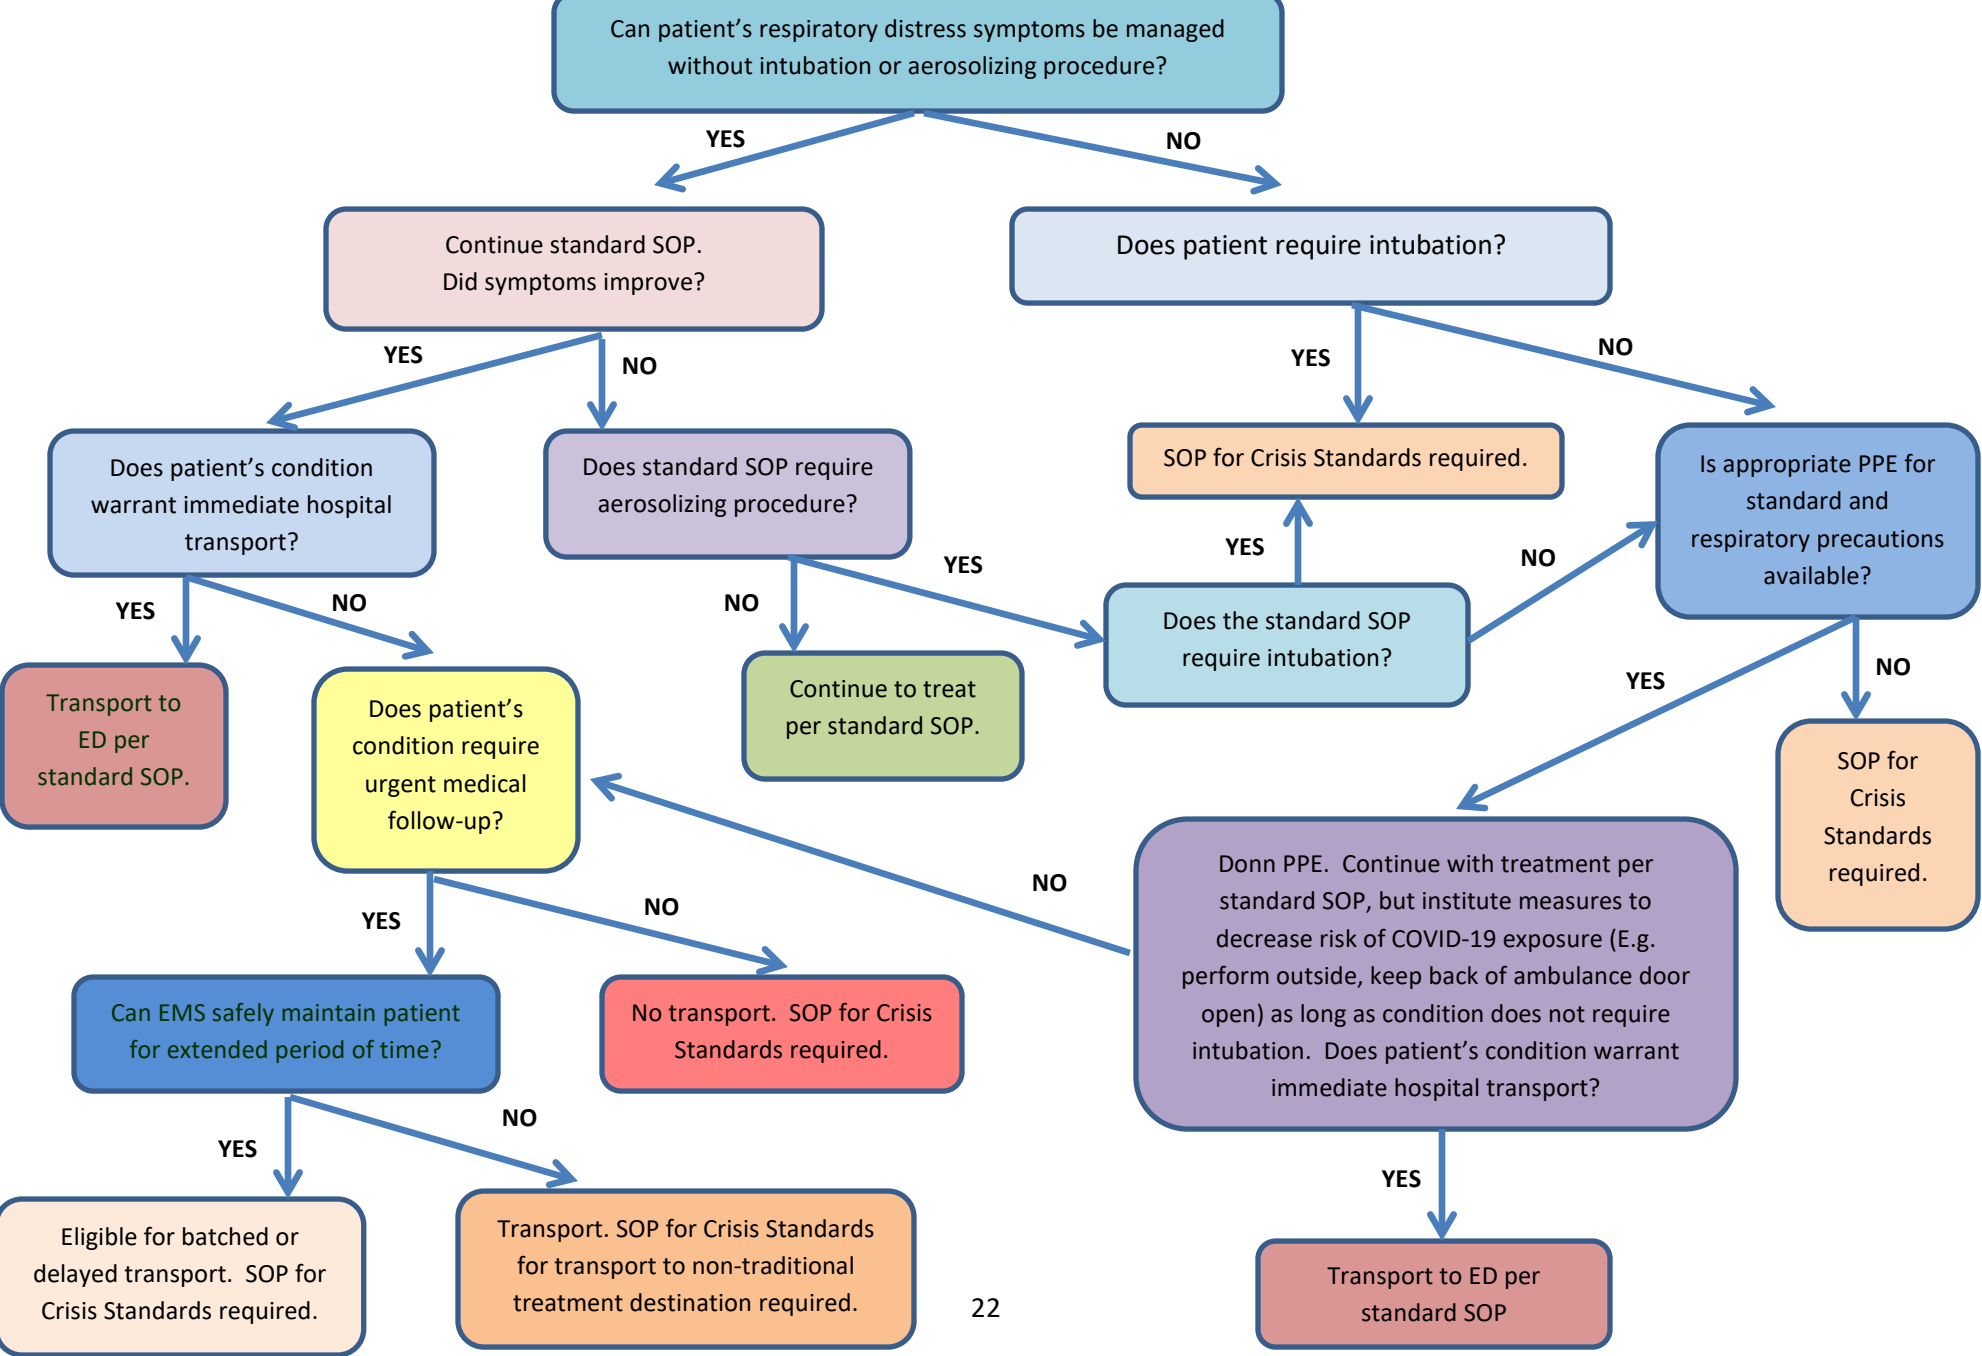 Can patient’s respiratory distress symptoms be managed
without intubation or aerosolizing procedure?
YES
NO
Continue standard SOP.
Did symptoms improve?
Does patient require intubation?
YES
NO
YES
NO
Does patient’s condition
warrant immediate hospital
transport?
Does standard SOP require
aerosolizing procedure?
SOP for Crisis Standards required.
Is appropriate PPE for
standard and
respiratory precautions
available?
YES
NO
NO
YES
YES
NO
Does the standard SOP
require intubation?
YES
NO
Transport to
ED per
standard SOP.
Does patient’s
condition require
urgent medical
follow-up?
Continue to treat
per standard SOP.
SOP for
Crisis
Standards
required.
Donn PPE.  Continue with treatment per
standard SOP, but institute measures to
decrease risk of COVID-19 exposure (E.g.
perform outside, keep back of ambulance door
open) as long as condition does not require
intubation.  Does patient’s condition warrant
immediate hospital transport?
NO
YES
NO
Can EMS safely maintain patient
for extended period of time?
No transport.  SOP for Crisis
Standards required.
YES
NO
YES
Eligible for batched or
delayed transport.  SOP for
Crisis Standards required.
Transport. SOP for Crisis Standards
for transport to non-traditional
treatment destination required.
Transport to ED per
standard SOP
22